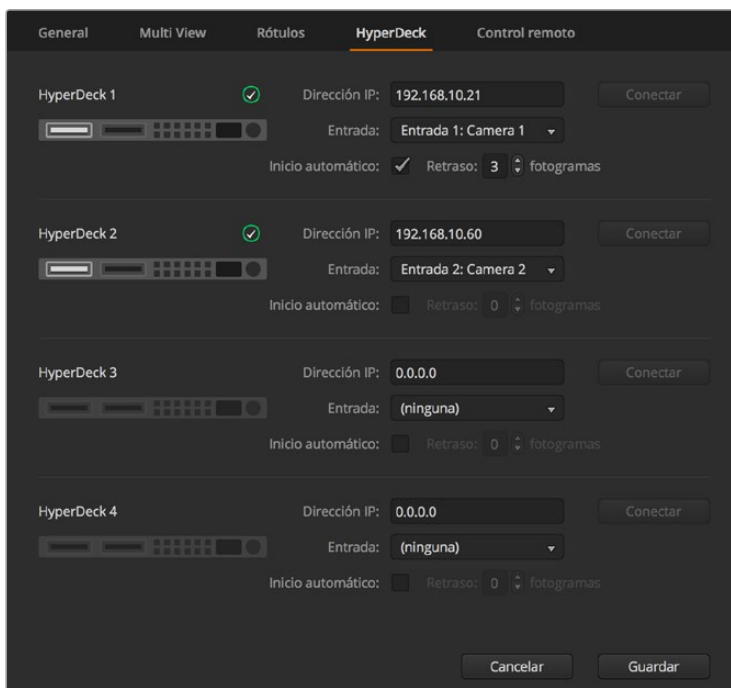 General Multi View Rótulos HyperDeck Control remoto
HyperDeck 1 Dirección IP: 192.168.10.21 Conectar
Entrada: Entrada 1: Camera 1
Inicio automático: Retraso: 3 fotogramas
HyperDeck 2 Dirección IP: 192.168.10.60 Conectar
Entrada: Entrada 2: Camera 2
Inicio automático: Retraso: 0 fotogramas
HyperDeck 3 Dirección IP: 0.0.0.0 Conectar
Entrada: (ninguna)
Inicio automático: Retraso: 0 fotogramas
HyperDeck 4 Dirección IP: 0.0.0.0 Conectar
Entrada: (ninguna)
Inicio automático: Retraso: 0 fotogramas
Cancelar Guardar